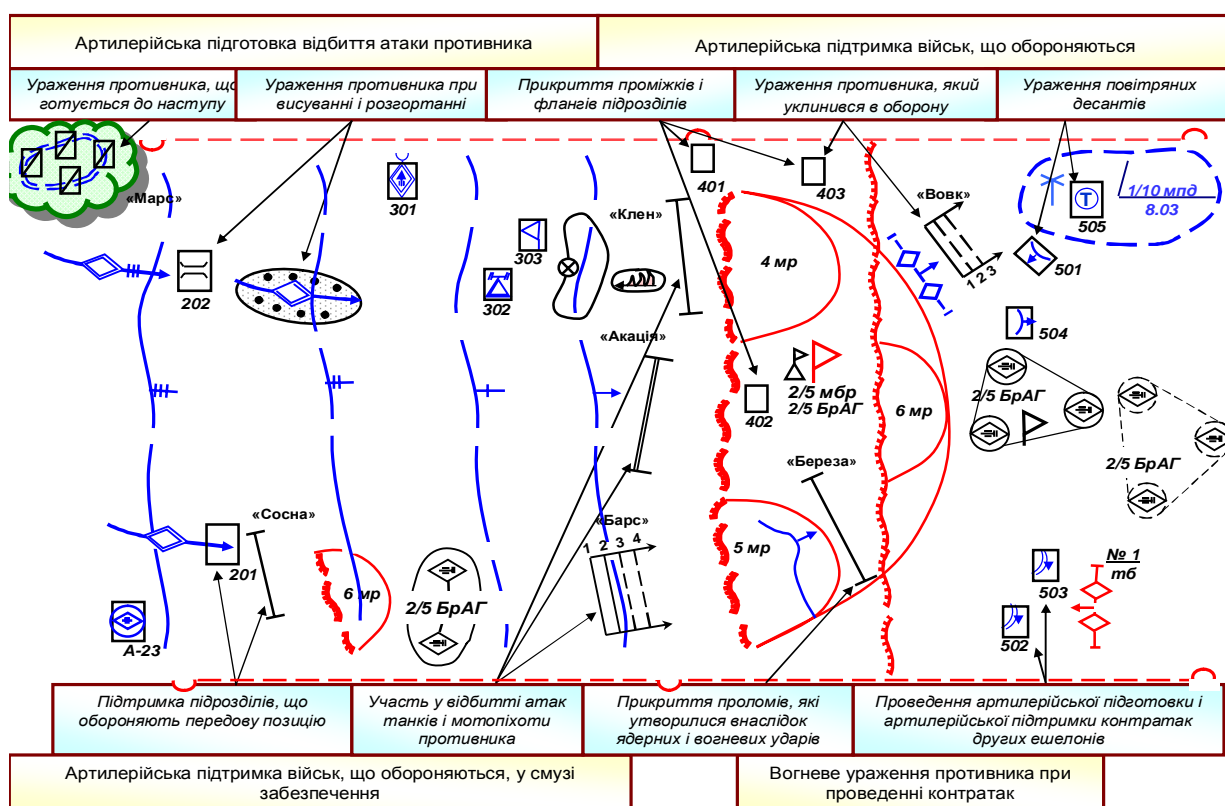 Артилерійська підготовка відбиття атаки противника
Артилерійська підтримка військ, що обороняються
Ураження противника, що
готується до наступу
Ураження противника при
висуванні і розгортанні
Прикриття проміжків і
флангів підрозділів
Ураження противника, який
уклинився в оборону
Ураження повітряних
десантів
«Марс»
301
401
403
«Вовк»
1/10 мпд
8.03
Т
505
«Клен»
303
4 мр
501
202
302
1 2 3
504
«Акація»
2/5 мбр
2/5 БрАГ
402
6 мр
2/5 БрАГ
2/5 БрАГ
«Береза»
«Сосна»
«Барс»
1 2 3 4
201
5 мр
6 мр
2/5 БрАГ
№ 1
тб
503
А-23
502
Підтримка підрозділів, що
обороняють передову позицію
Участь у відбитті атак
танків і мотопіхоти
противника
Прикриття проломів, які
утворилися внаслідок
ядерних і вогневих ударів
Проведення артилерійської підготовки і
артилерійської підтримки контратак
других ешелонів
Артилерійська підтримка військ, що обороняються, у смузі
забезпечення
Вогневе ураження противника при
проведенні контратак